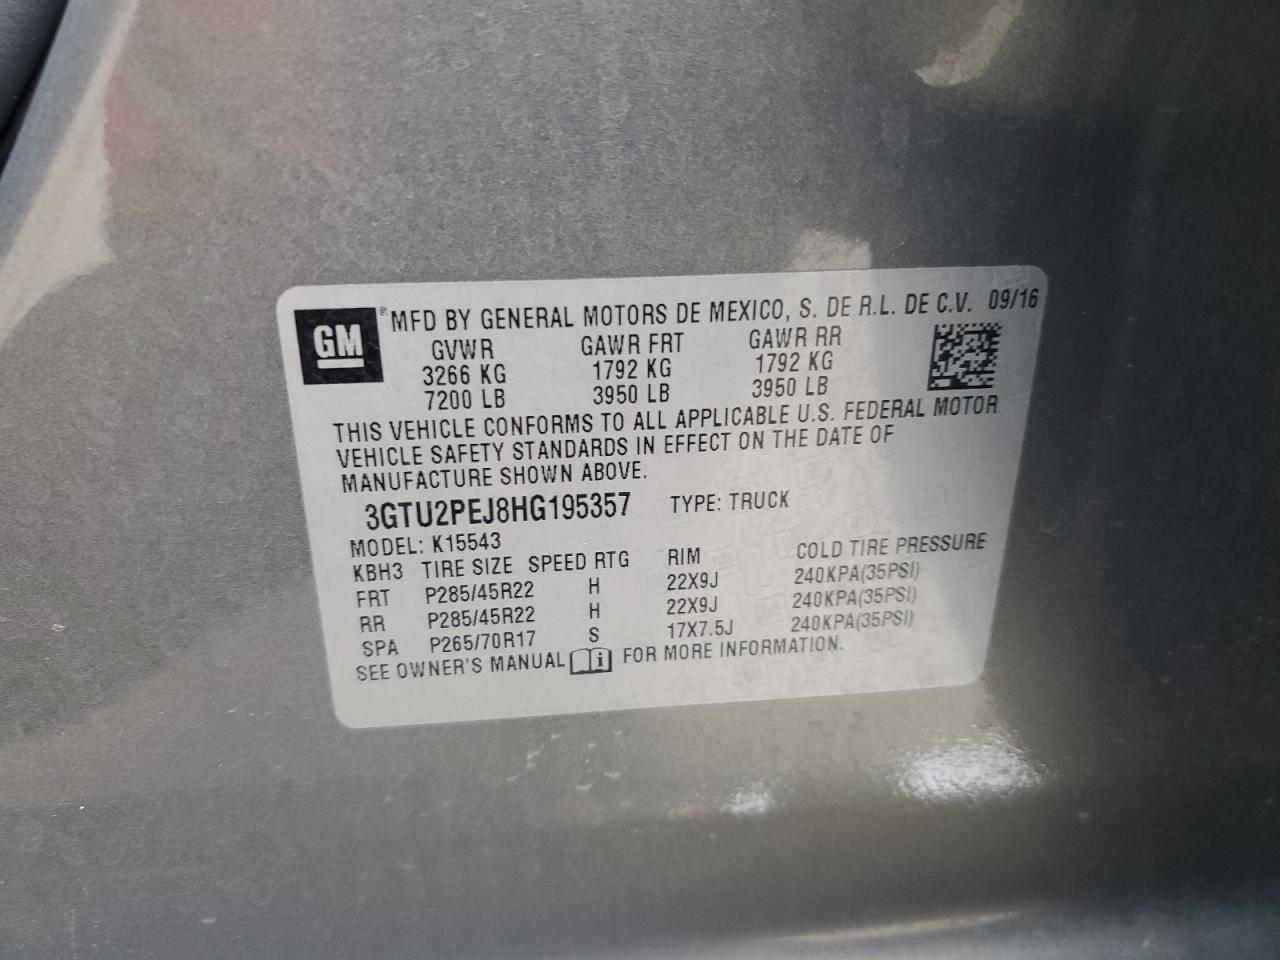 GM ® MFD BY GENERAL MOTORS DE MEXICO, S. DE R.L. DE C.V. 09/16
GVWR GAWR FRT GAWR RR
3266 KG 1792 KG 1792 KG
7200 LB 3950 LB 3950 LB
THIS VEHICLE CONFORMS TO ALL APPLICABLE U.S. FEDERAL MOTOR
VEHICLE SAFETY STANDARDS IN EFFECT ON THE DATE OF
MANUFACTURE SHOWN ABOVE.
3GTU2PEJ8HG195357 TYPE: TRUCK
MODEL: K15543
KBH3 TIRE SIZE SPEED RTG RIM COLD TIRE PRESSURE
FRT P285/45R22 H 22X9J 240KPA(35PSI)
RR P285/45R22 H 22X9J 240KPA(35PSI)
SPA P265/70R17 S 17X7.5J 240KPA(35PSI)
SEE OWNER'S MANUAL FOR MORE INFORMATION.